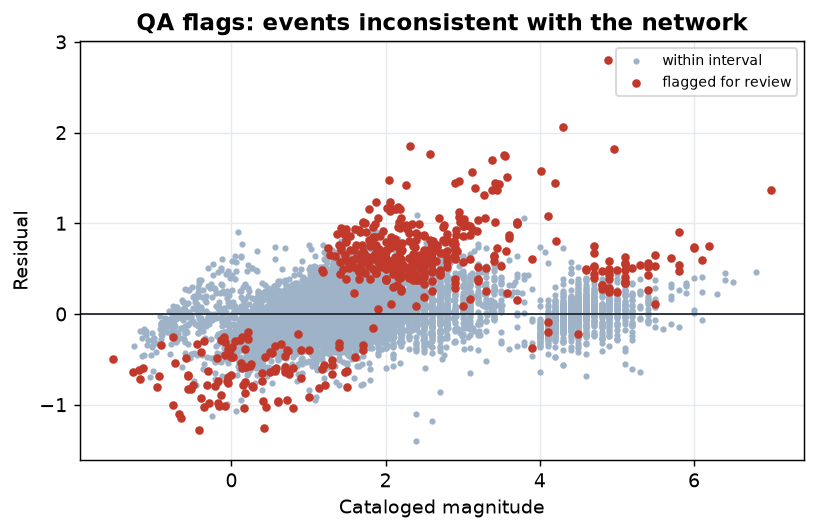 QA flags: events inconsistent with the network
within interval
flagged for review
3
2
1
0
−1
Residual
0 2 4 6
Cataloged magnitude